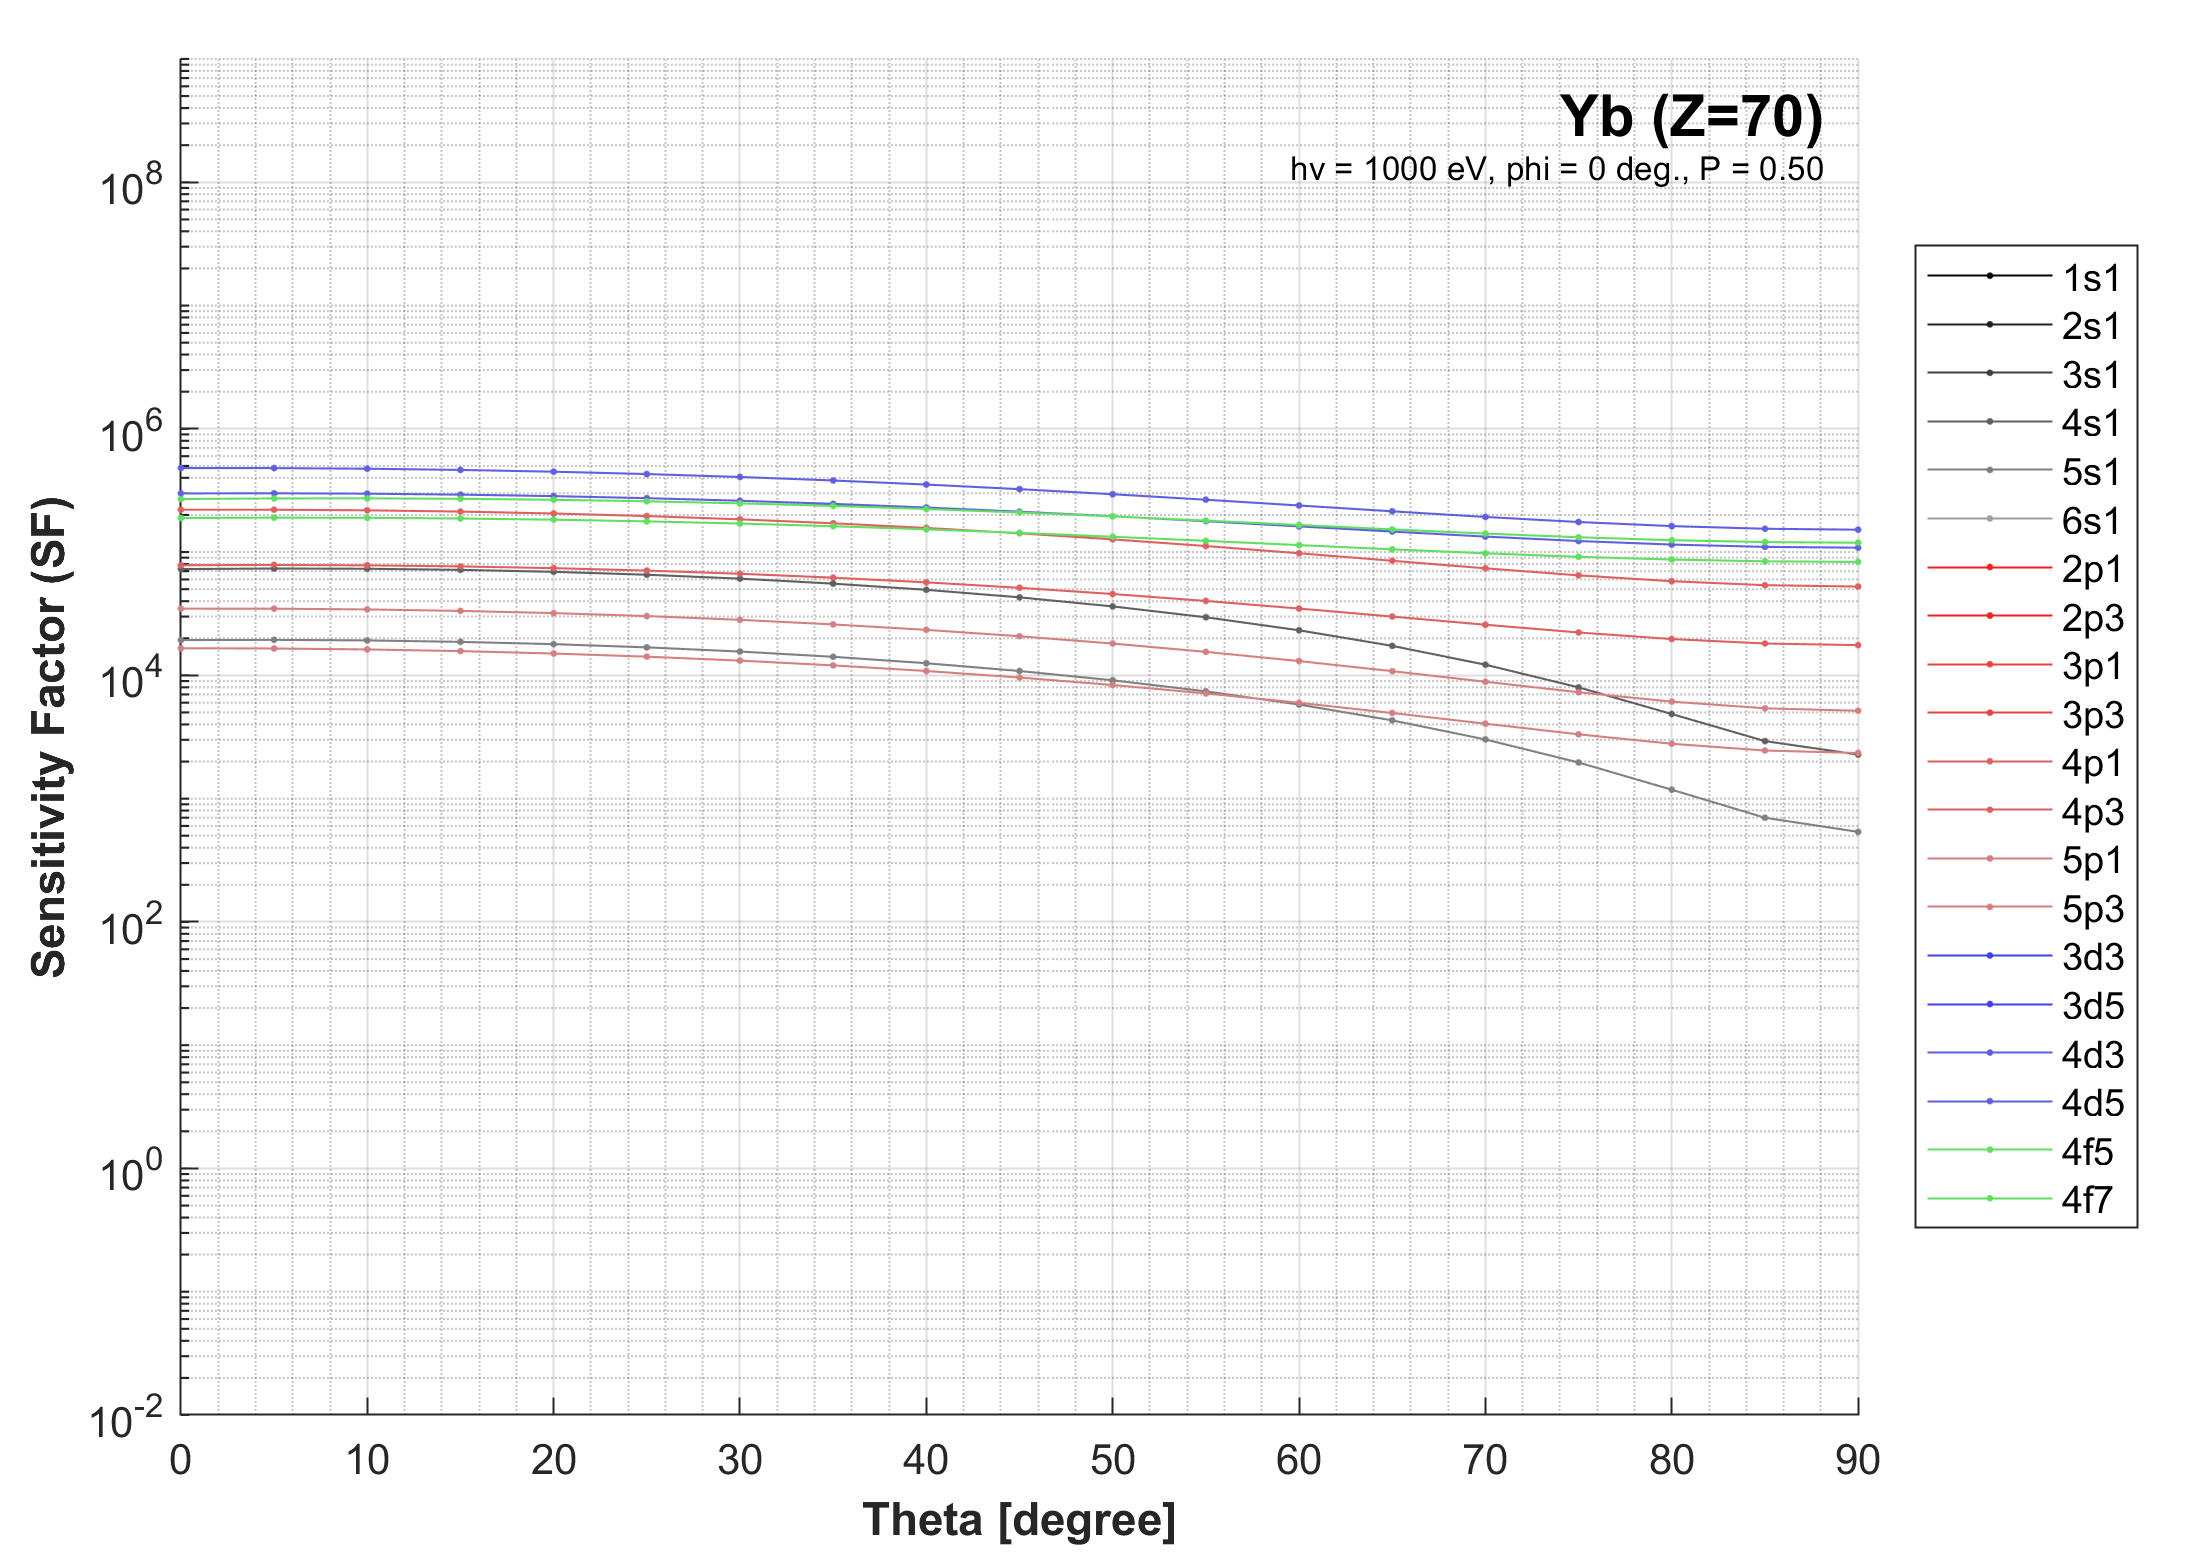 Yb (Z=70)
hv = 1000 eV, phi = 0 deg., P = 0.50
Sensitivity Factor (SF)
10^8
10^6
10^4
10^2
10^0
10^-2
0 10 20 30 40 50 60 70 80 90
Theta [degree]
1s1
2s1
3s1
4s1
5s1
6s1
2p1
2p3
3p1
3p3
4p1
4p3
5p1
5p3
3d3
3d5
4d3
4d5
4f5
4f7